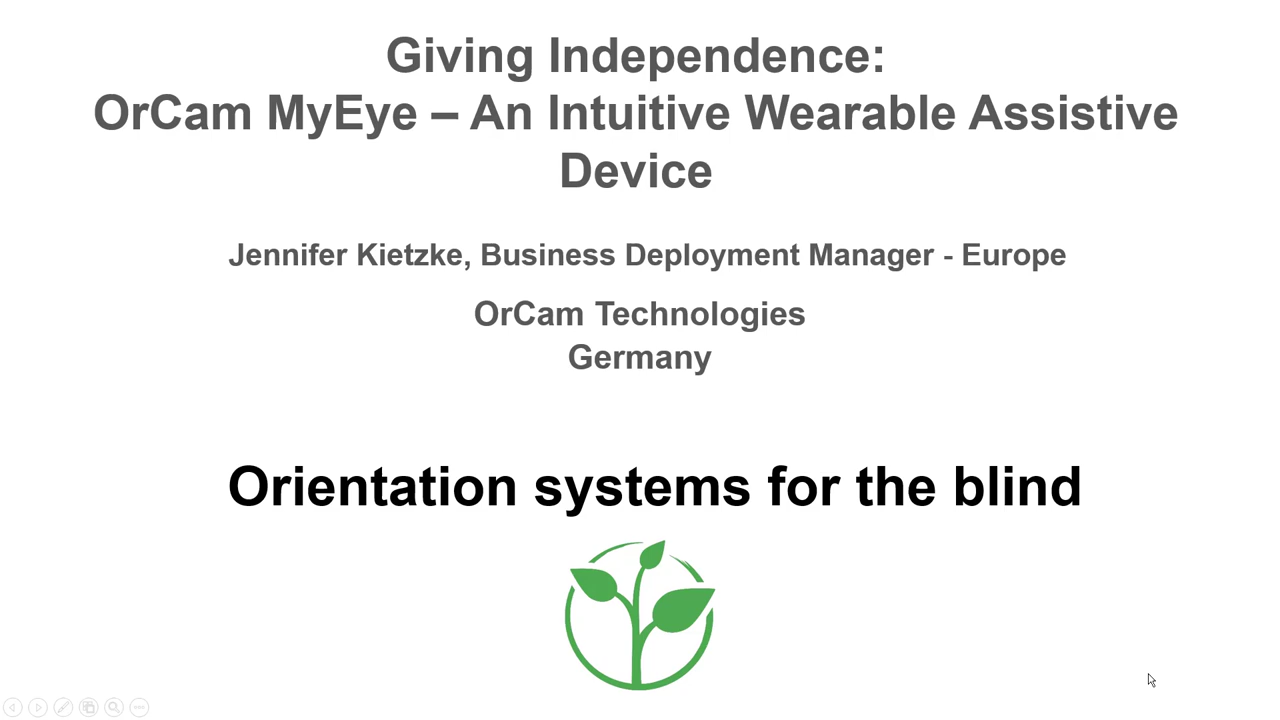 Giving Independence:
OrCam MyEye – An Intuitive Wearable Assistive
Device
Jennifer Kietzke, Business Deployment Manager - Europe
OrCam Technologies
Germany
Orientation systems for the blind